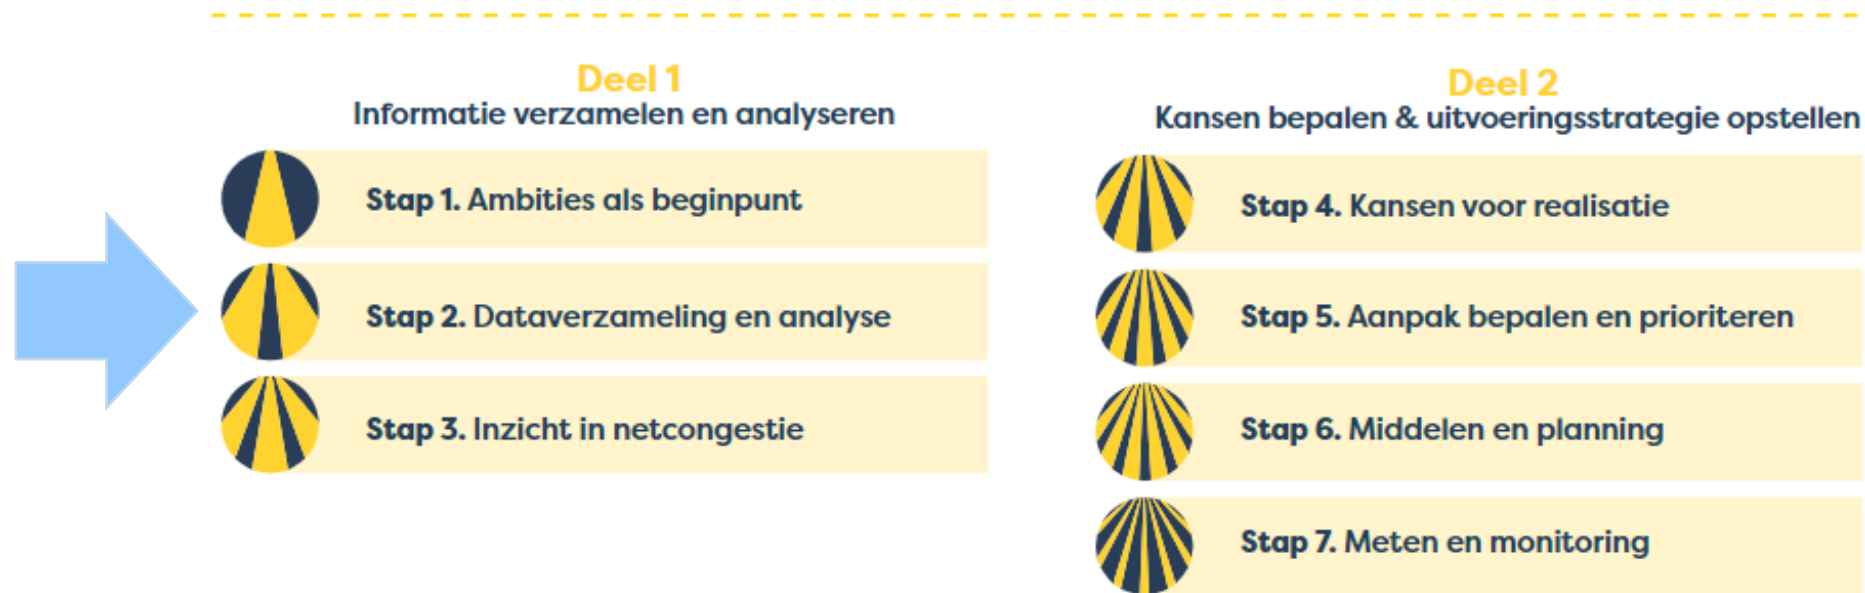 Deel 1
Informatie verzamelen en analyseren
Stap 1. Ambities als beginpunt
Stap 2. Dataverzameling en analyse
Stap 3. Inzicht in netcongestie
Deel 2
Kansen bepalen & uitvoeringsstrategie opstellen
Stap 4. Kansen voor realisatie
Stap 5. Aanpak bepalen en prioriteren
Stap 6. Middelen en planning
Stap 7. Meten en monitoring